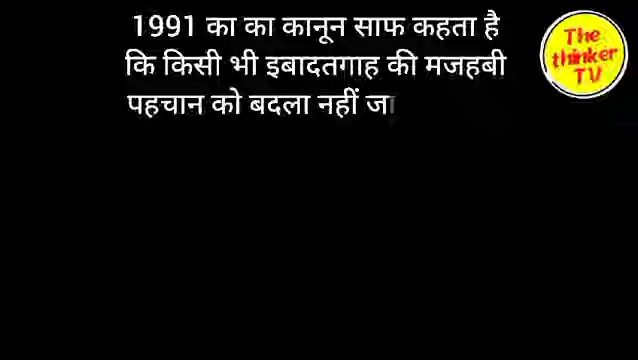 1991 का का कानून साफ कहता है
कि किसी भी इबादतगाह की मजहबी
पहचान को बदला नहीं जा
The
thinker
TV